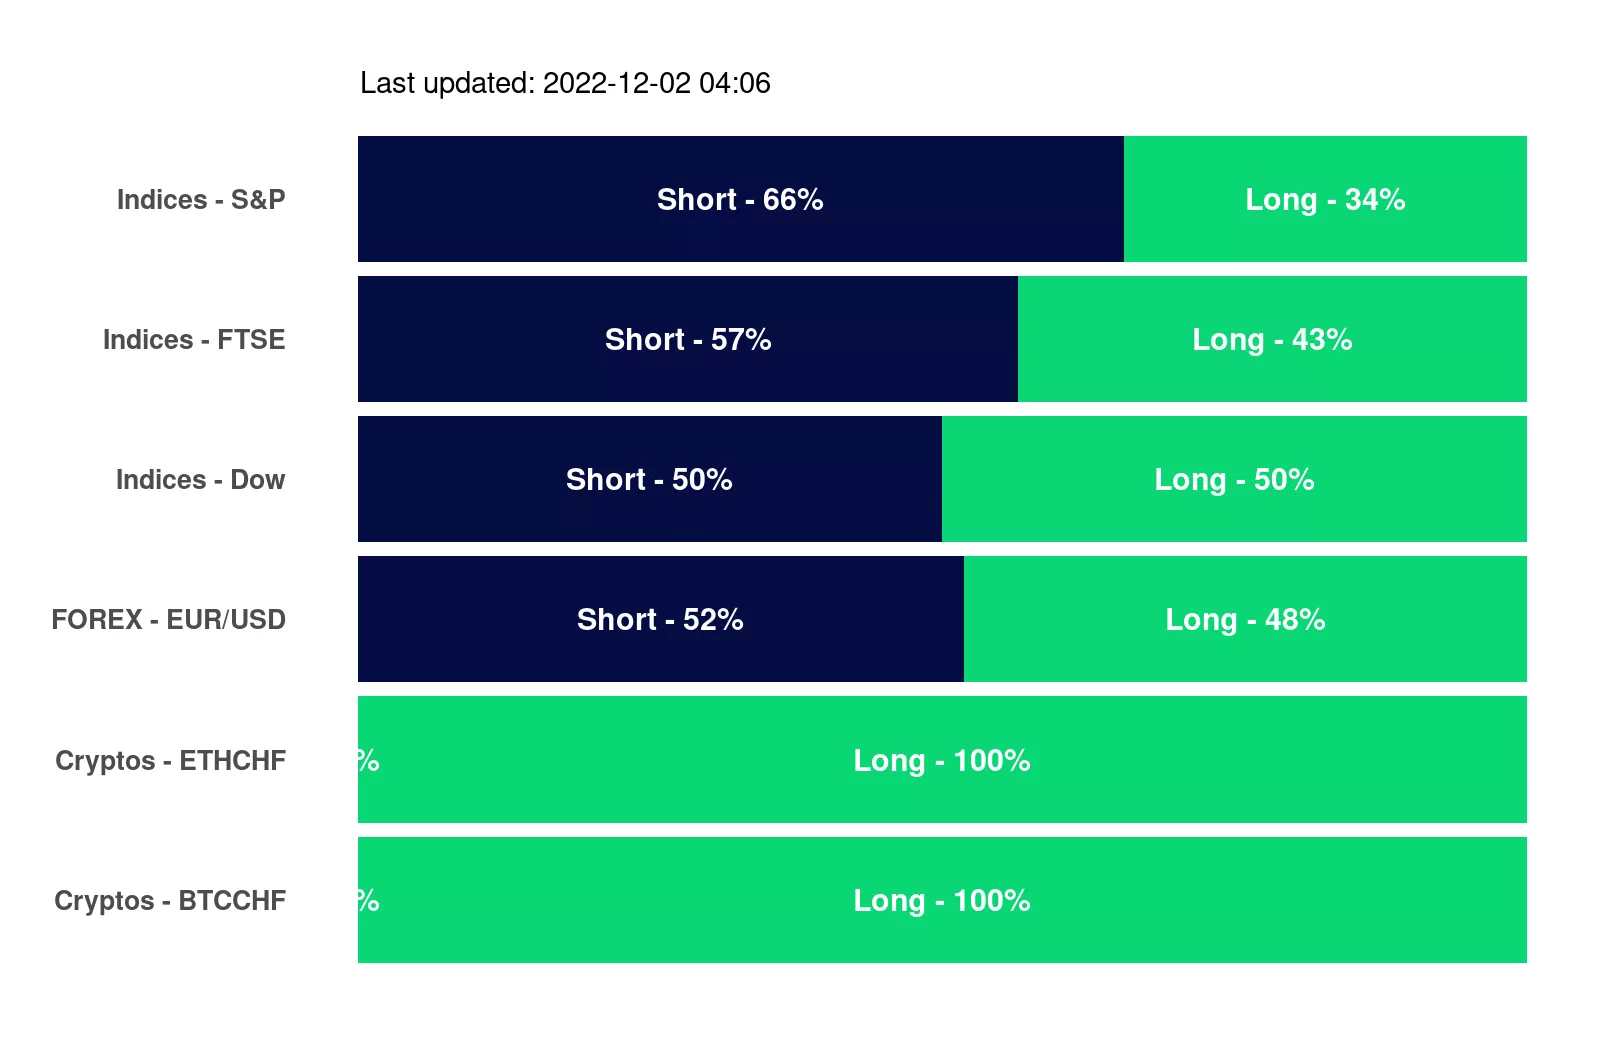 Last updated: 2022-12-02 04:06
Indices - S&P Short - 66% Long - 34%
Indices - FTSE Short - 57% Long - 43%
Indices - Dow Short - 50% Long - 50%
FOREX - EUR/USD Short - 52% Long - 48%
Cryptos - ETHCHF % Long - 100%
Cryptos - BTCCHF % Long - 100%